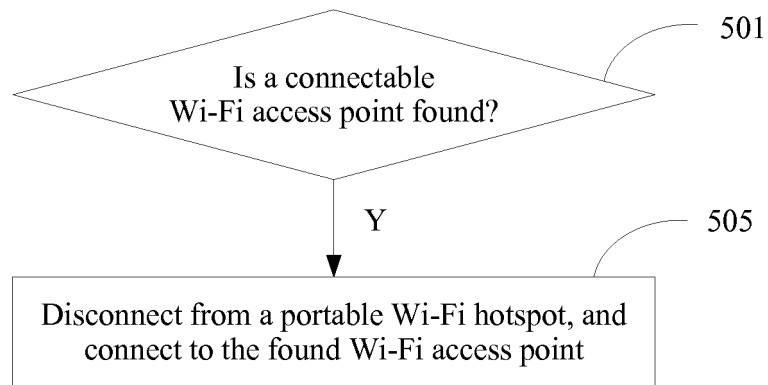 501
Is a connectable
Wi-Fi access point found?
Y
505
Disconnect from a portable Wi-Fi hotspot, and
connect to the found Wi-Fi access point